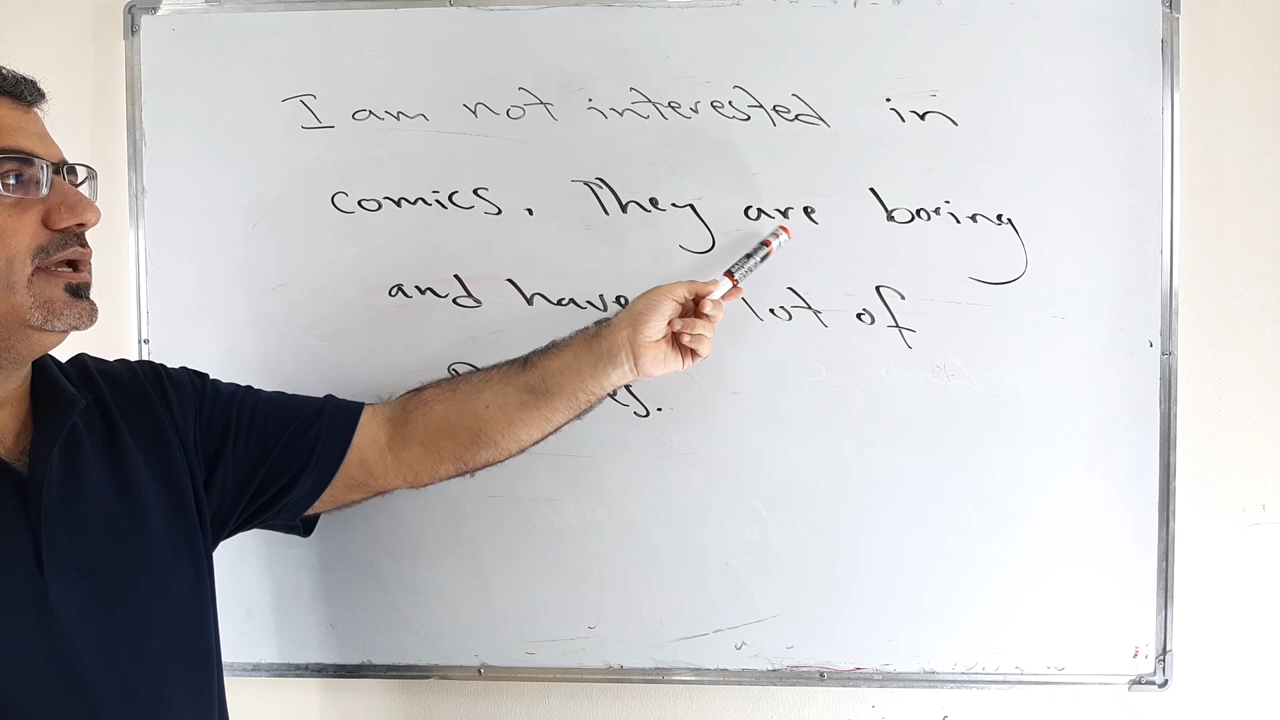 I am not interested in
comics. They are boring
and have lot of